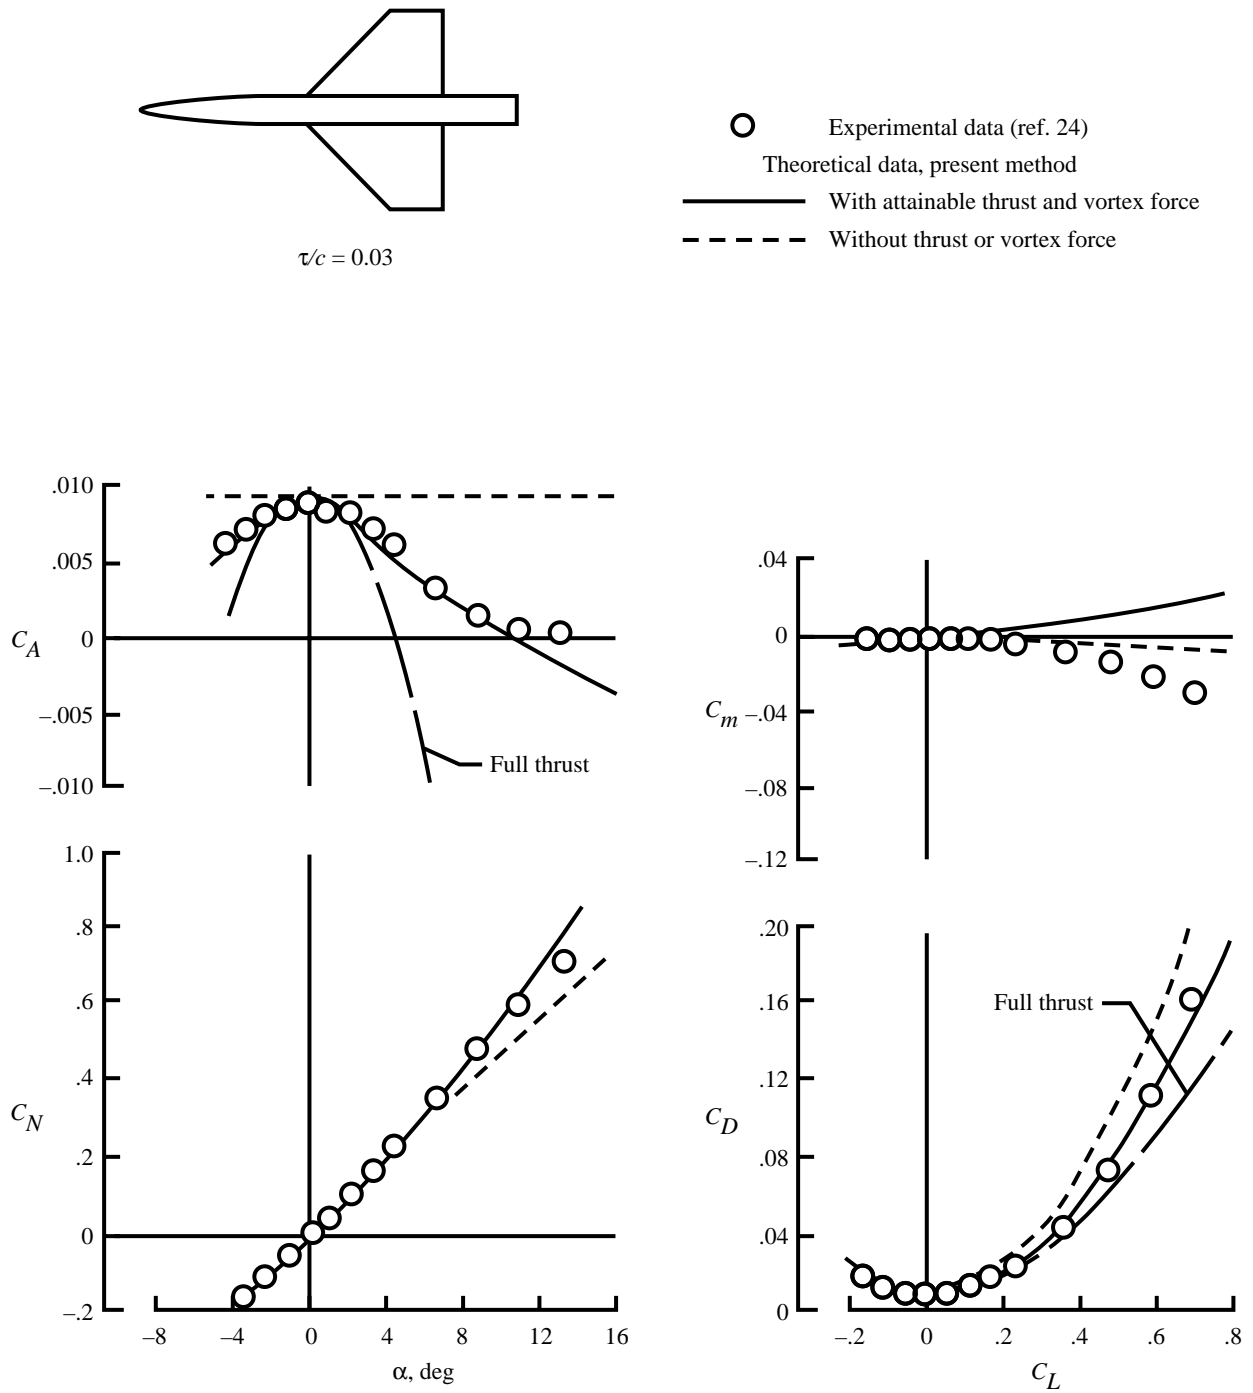 Experimental data (ref. 24)
Theoretical data, present method
With attainable thrust and vortex force
Without thrust or vortex force
τ/c = 0.03
.010
.005
0
–.005
–.010
C_A
Full thrust
1.0
.8
.6
.4
.2
0
–.2
C_N
–8 –4 0 4 8 12 16
α, deg
.04
0
–.04
–.08
–.12
C_m
.20
.16
.12
.08
.04
0
C_D
Full thrust
–.2 0 .2 .4 .6 .8
C_L